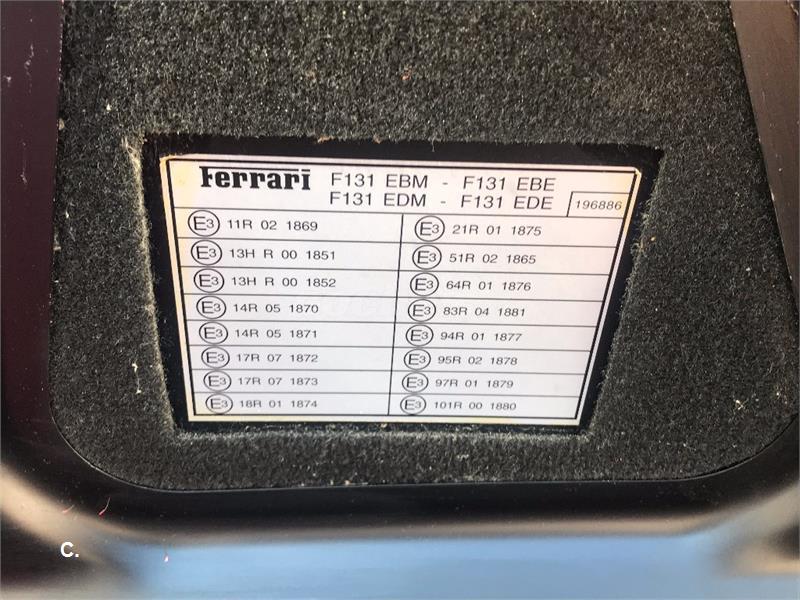 Ferrari F131 EBM - F131 EBE
F131 EDM - F131 EDE 196886
E3 11R 02 1869
E3 13H R 00 1851
E3 13H R 00 1852
E3 14R 05 1870
E3 14R 05 1871
E3 17R 07 1872
E3 17R 07 1873
E3 18R 01 1874
E3 21R 01 1875
E3 51R 02 1865
E3 64R 01 1876
E3 83R 04 1881
E3 94R 01 1877
E3 95R 02 1878
E3 97R 01 1879
E3 101R 00 1880
C.